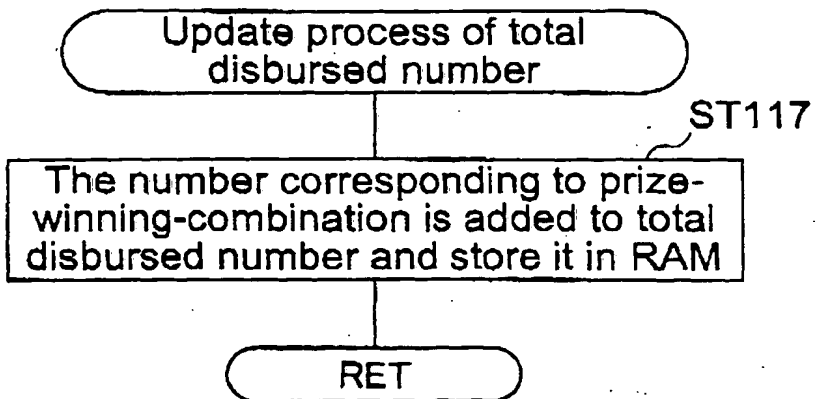 Update process of total
disbursed number
ST117
The number corresponding to prize-
winning-combination is added to total
disbursed number and store it in RAM
RET